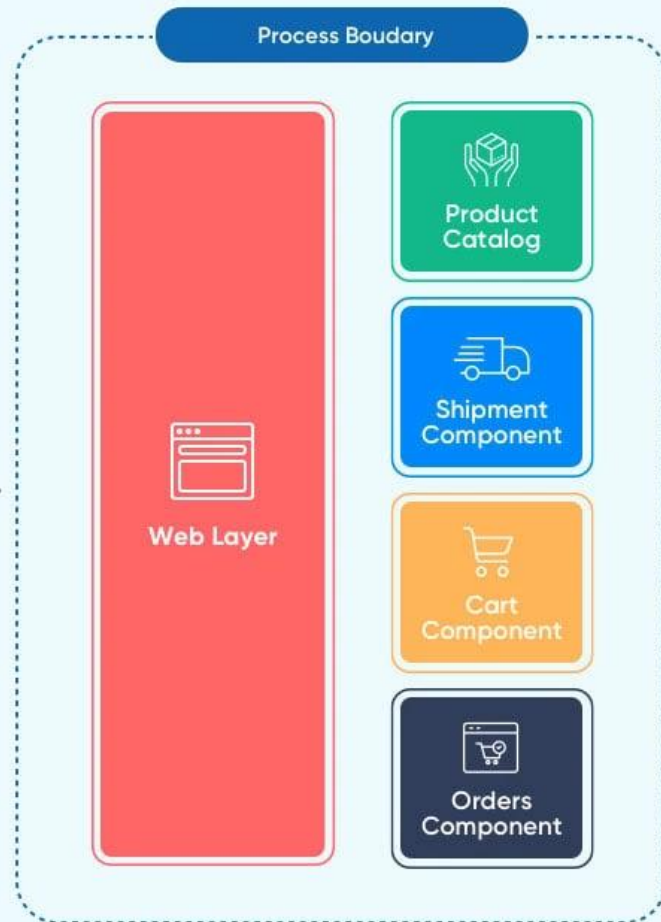 Process Boudary
Web Layer
Product
Catalog
Shipment
Component
Cart
Component
Orders
Component